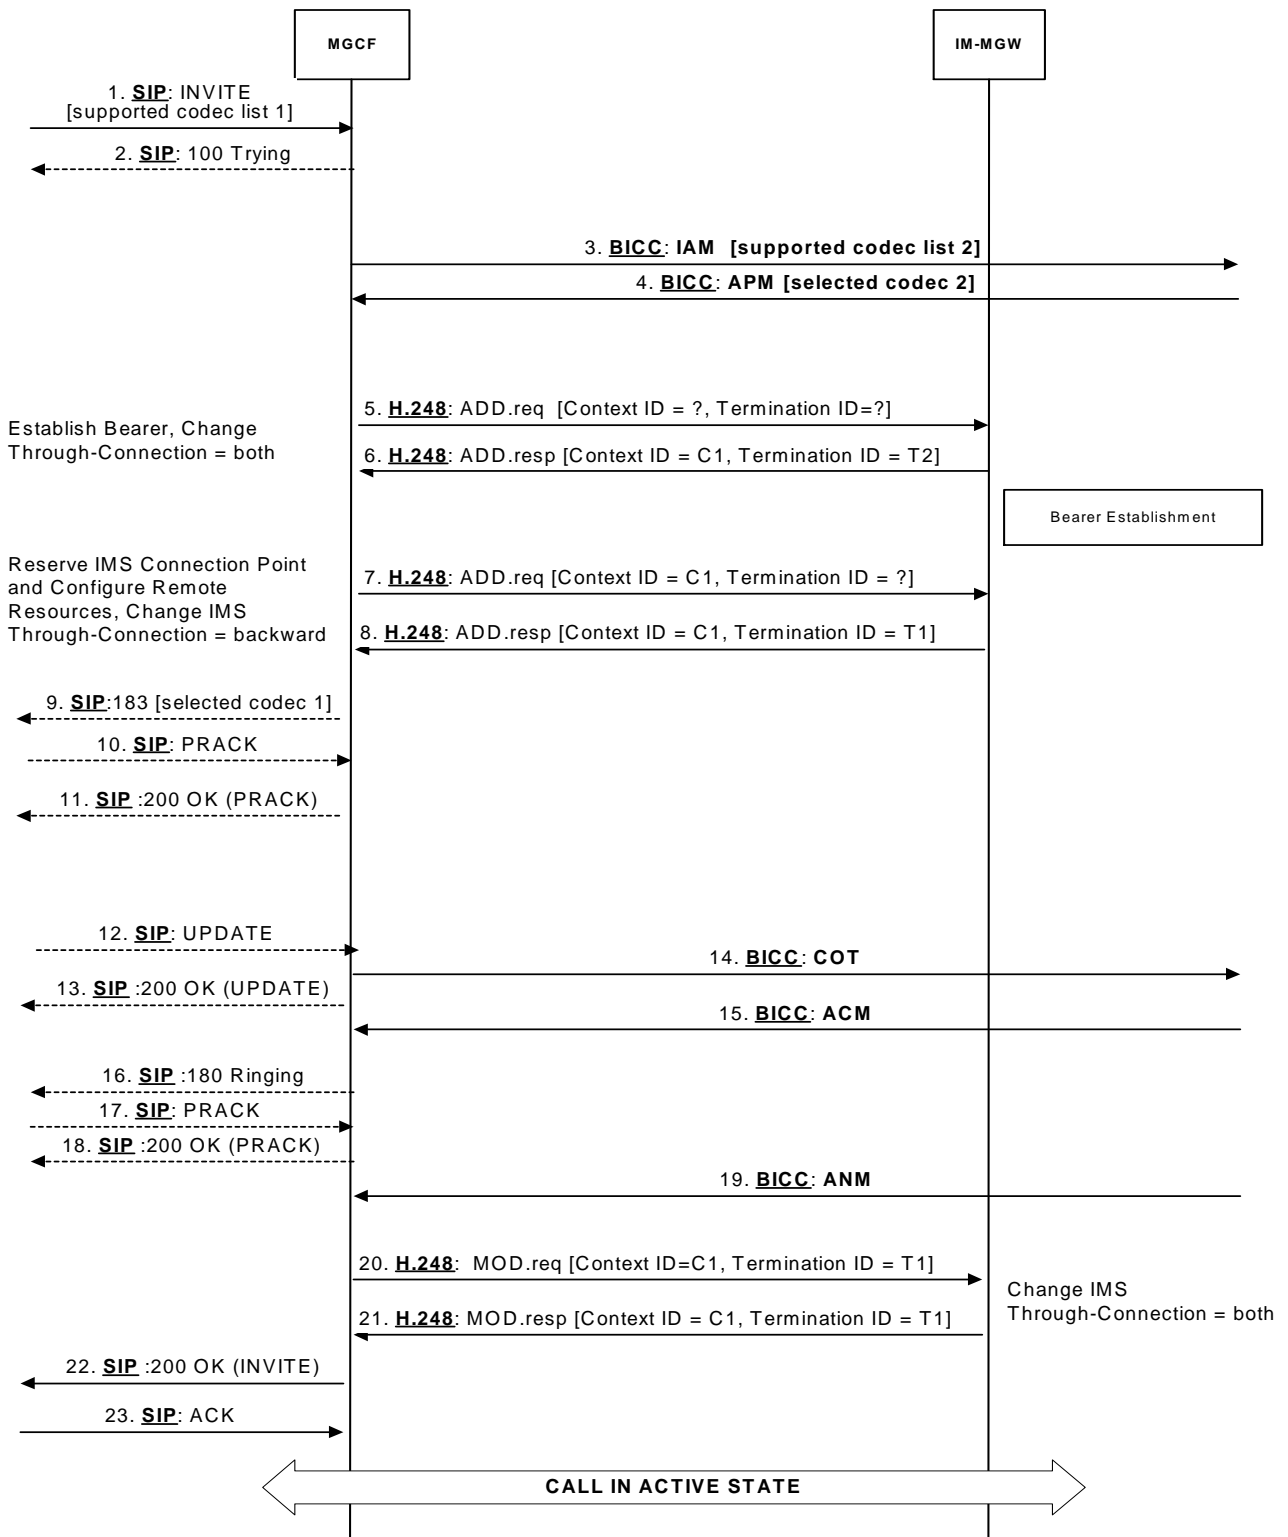 MGCF
IM-MGW
1. SIP: INVITE
[supported codec list 1]
2. SIP: 100 Trying
3. BICC: IAM [supported codec list 2]
4. BICC: APM [selected codec 2]
5. H.248: ADD.req [Context ID = ?, Termination ID=?]
Establish Bearer, Change
Through-Connection = both
6. H.248: ADD.resp [Context ID = C1, Termination ID = T2]
Bearer Establishment
Reserve IMS Connection Point
and Configure Remote
Resources, Change IMS
Through-Connection = backward
7. H.248: ADD.req [Context ID = C1, Termination ID = ?]
8. H.248: ADD.resp [Context ID = C1, Termination ID = T1]
9. SIP:183 [selected codec 1]
10. SIP: PRACK
11. SIP :200 OK (PRACK)
12. SIP: UPDATE
14. BICC: COT
13. SIP :200 OK (UPDATE)
15. BICC: ACM
16. SIP :180 Ringing
17. SIP: PRACK
18. SIP :200 OK (PRACK)
19. BICC: ANM
20. H.248: MOD.req [Context ID=C1, Termination ID = T1]
Change IMS
Through-Connection = both
21. H.248: MOD.resp [Context ID = C1, Termination ID = T1]
22. SIP :200 OK (INVITE)
23. SIP: ACK
CALL IN ACTIVE STATE